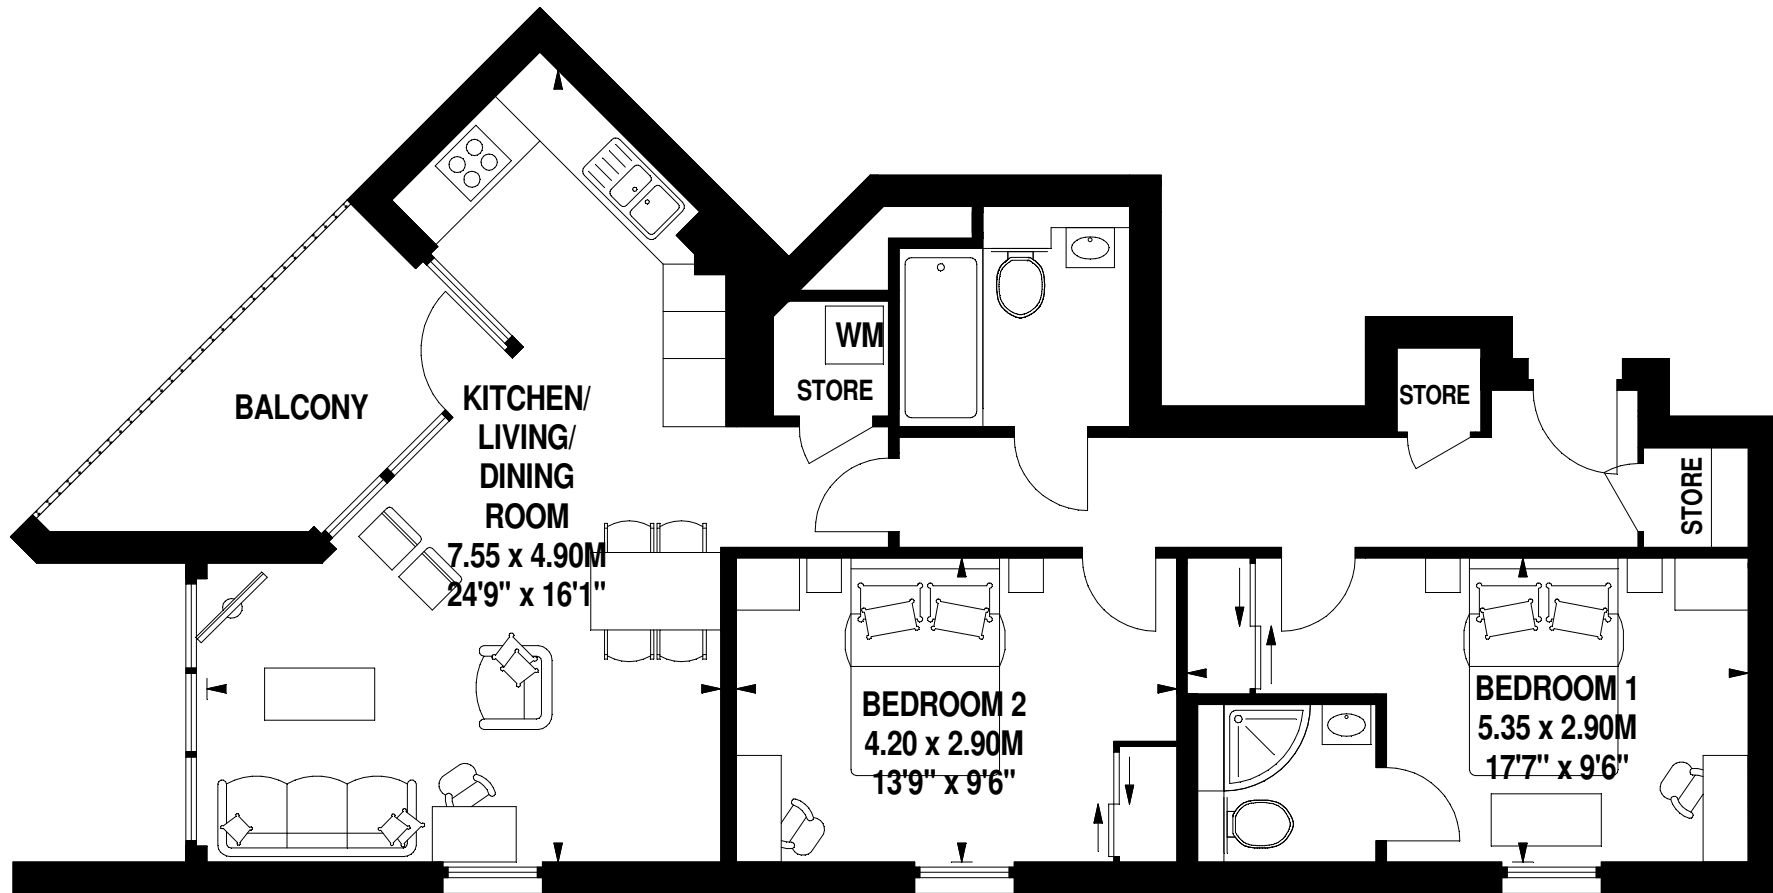 BALCONY
KITCHEN/
LIVING/
DINING
ROOM
7.55 x 4.90M
24'9" x 16'1"
WM
STORE
STORE
STORE
BEDROOM 2
4.20 x 2.90M
13'9" x 9'6"
BEDROOM 1
5.35 x 2.90M
17'7" x 9'6"